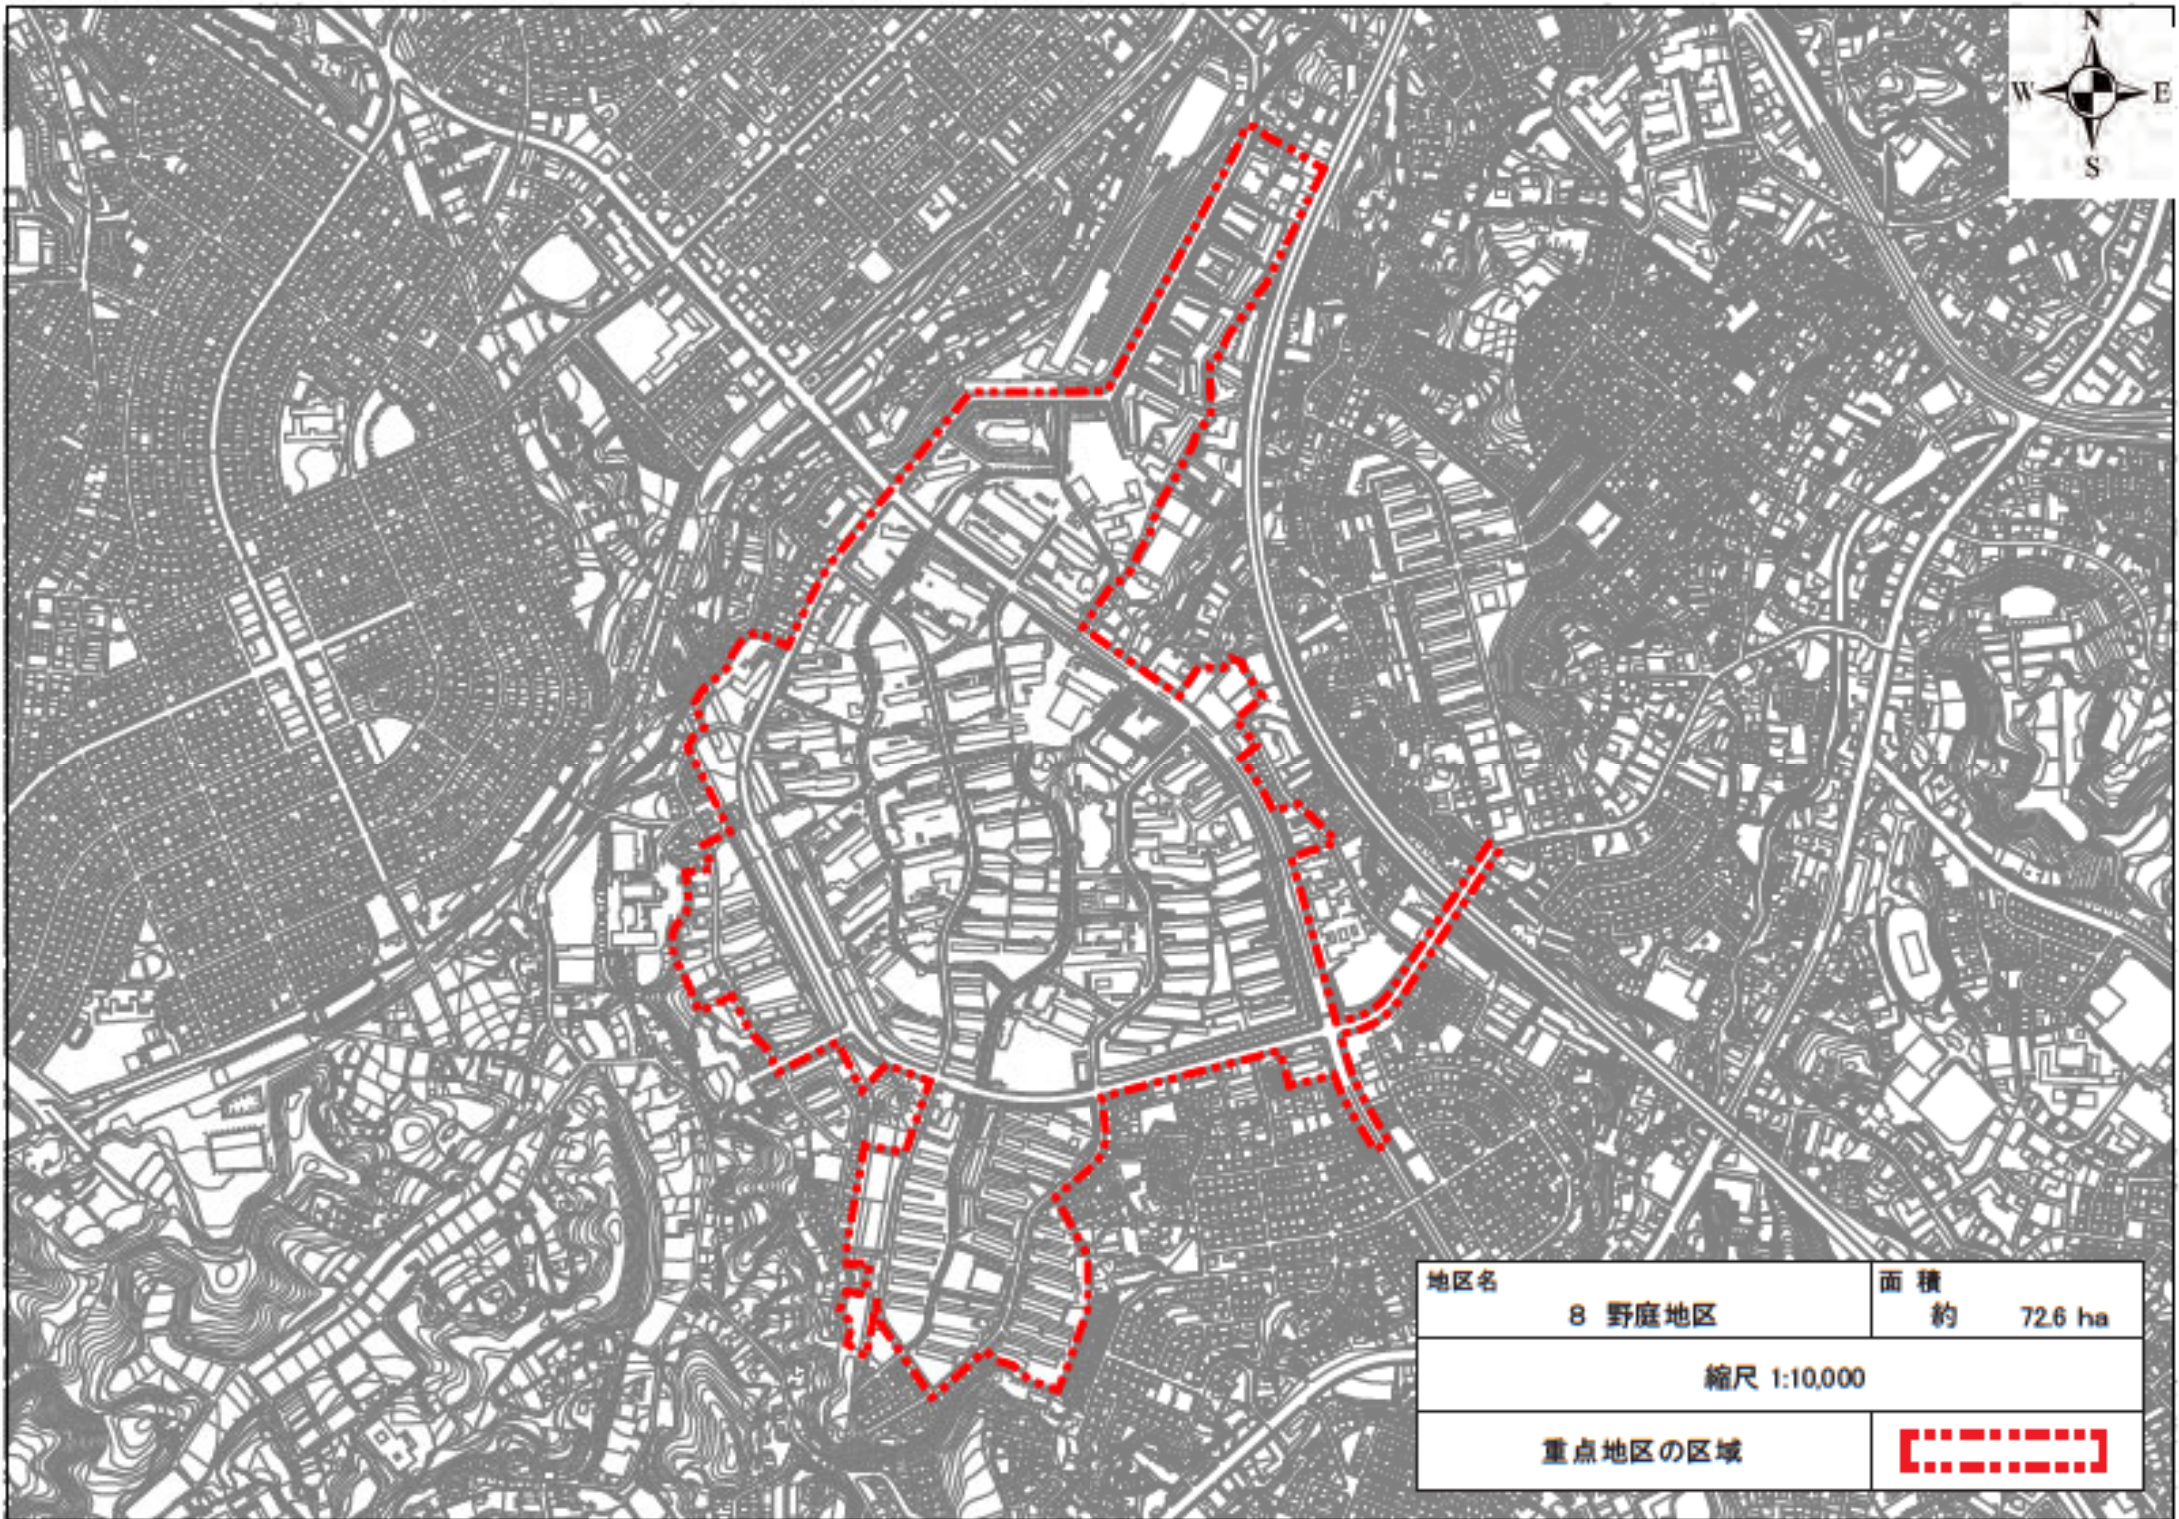 N
W E
S
地区名
8 野庭地区
面 積
約 72.6 ha
縮尺 1:10,000
重点地区の区域